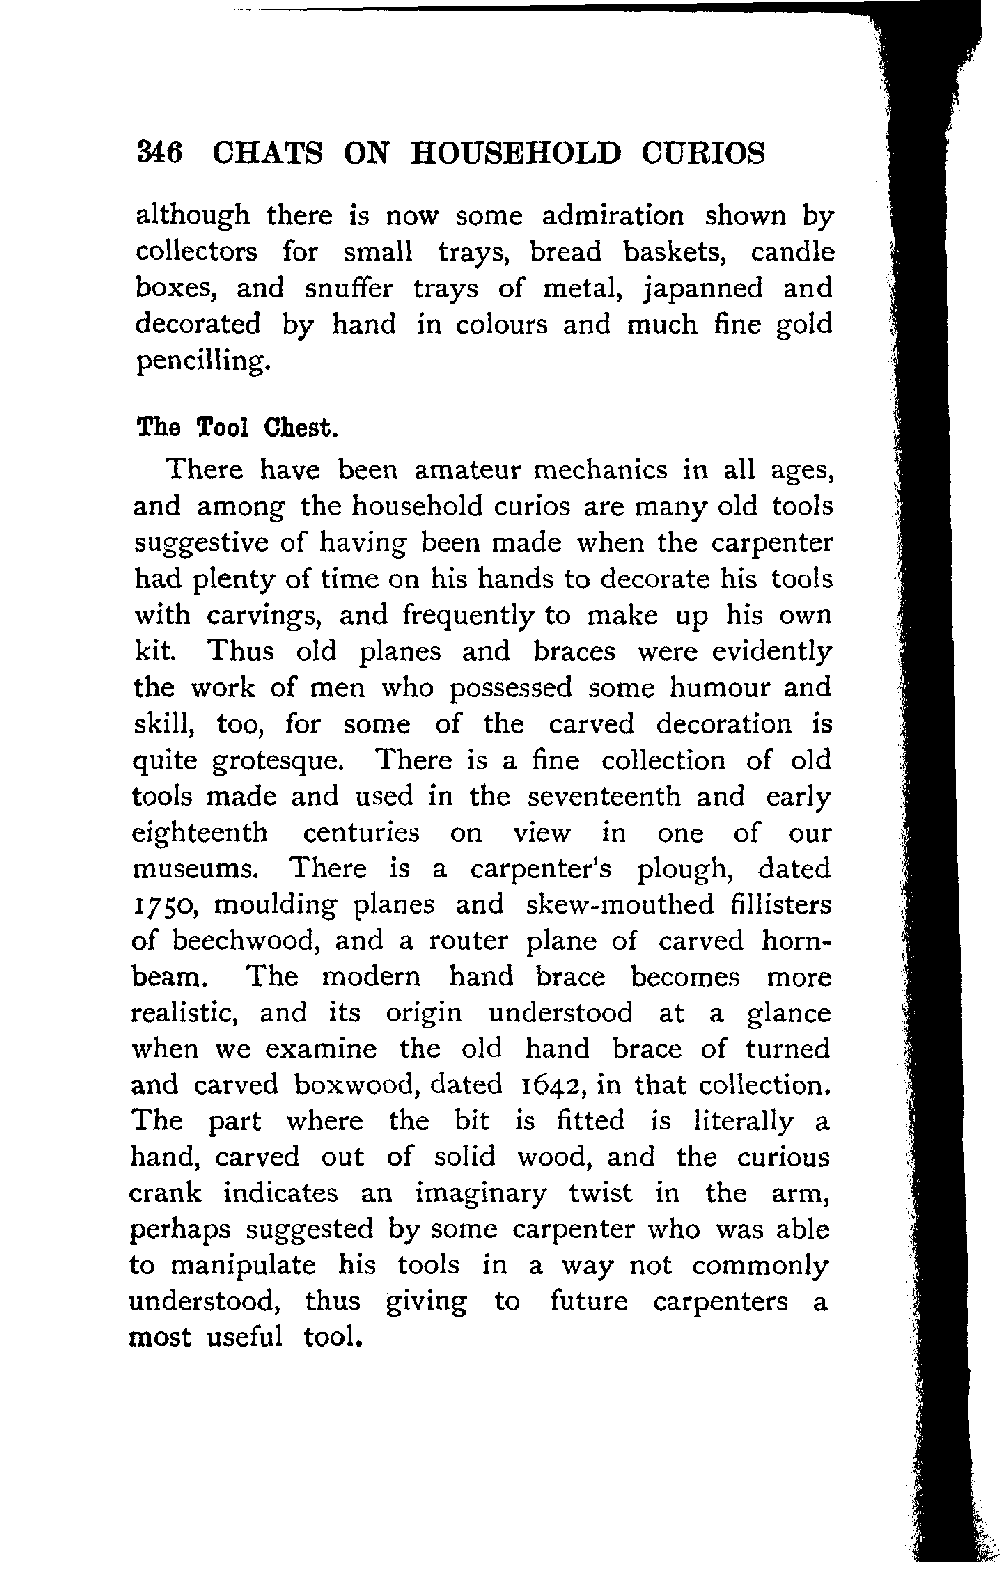 346 CHATS ON HOUSEHOLD CURIOS
although there is now some admiration shown by
collectors for small trays, bread baskets, candle
boxes, and snuffer trays of metal, japanned and
decorated by hand in colours and much fine gold
pencilling.
The Tool Chest.
There have been amateur mechanics in all ages,
and among the household curios are many old tools
suggestive of having been made when the carpenter
had plenty of time on his hands to decorate his tools
with carvings, and frequently to make up his own
kit. Thus old planes and braces were evidently
the work of men who possessed some humour and
skill, too, for some of the carved decoration is
quite grotesque. There is a fine collection of old
tools made and used in the seventeenth and early
eighteenth centuries on view in one of our
museums. There is a carpenter's plough, dated
1750, moulding planes and skew-mouthed fillisters
of beechwood, and a router plane of carved horn-
beam. The modern hand brace becomes more
realistic, and its origin understood at a glance
when we examine the old hand brace of turned
and carved boxwood, dated 1642, in that collection.
The part where the bit is fitted is literally a
hand, carved out of solid wood, and the curious
crank indicates an imaginary twist in the arm,
perhaps suggested by some carpenter who was able
to manipulate his tools in a way not commonly
understood, thus giving to future carpenters a
most useful tool.